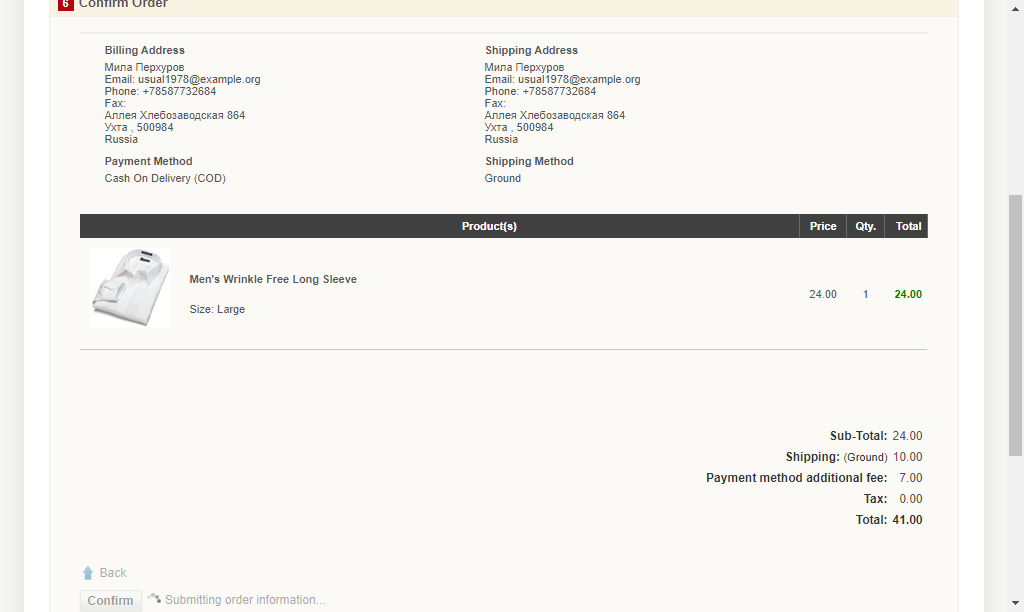 6 Confirm Order
Billing Address
Мила Перхуров
Email: usual1978@example.org
Phone: +78587732684
Fax:
Аллея Хлебозаводская 864
Ухта , 500984
Russia
Payment Method
Cash On Delivery (COD)
Shipping Address
Мила Перхуров
Email: usual1978@example.org
Phone: +78587732684
Fax:
Аллея Хлебозаводская 864
Ухта , 500984
Russia
Shipping Method
Ground
Product(s) Price Qty. Total
Men's Wrinkle Free Long Sleeve
Size: Large
24.00 1 24.00
Sub-Total: 24.00
Shipping: (Ground) 10.00
Payment method additional fee: 7.00
Tax: 0.00
Total: 41.00
Back
Confirm Submitting order information...